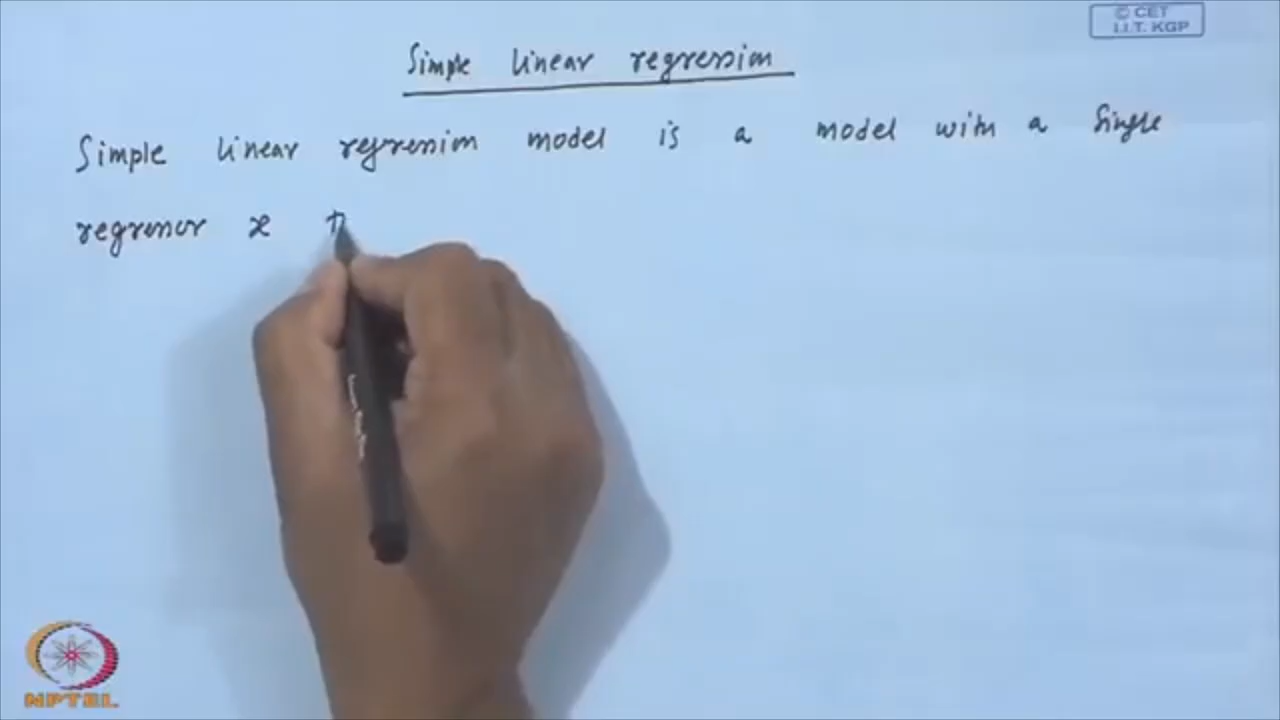 © CET
I.I.T. KGP
Simple linear regression
Simple linear regression model is a model with a single
regressor x
NPTEL